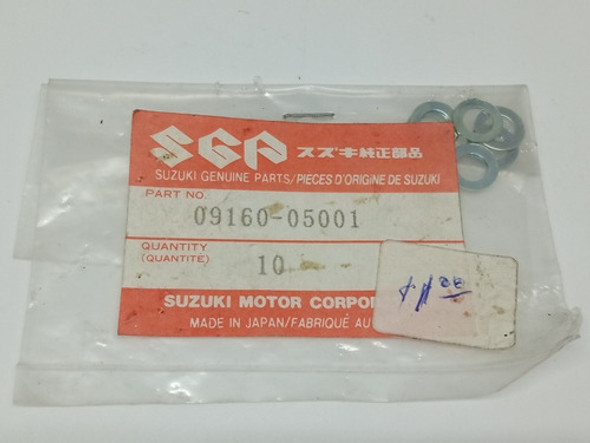 SGP スズキ純正部品
SUZUKI GENUINE PARTS/PIECES D'ORIGINE DE SUZUKI
PART NO.
09160-05001
QUANTITY
(QUANTITÉ)
10
SUZUKI MOTOR CORPOR
MADE IN JAPAN/FABRIQUÉ AU